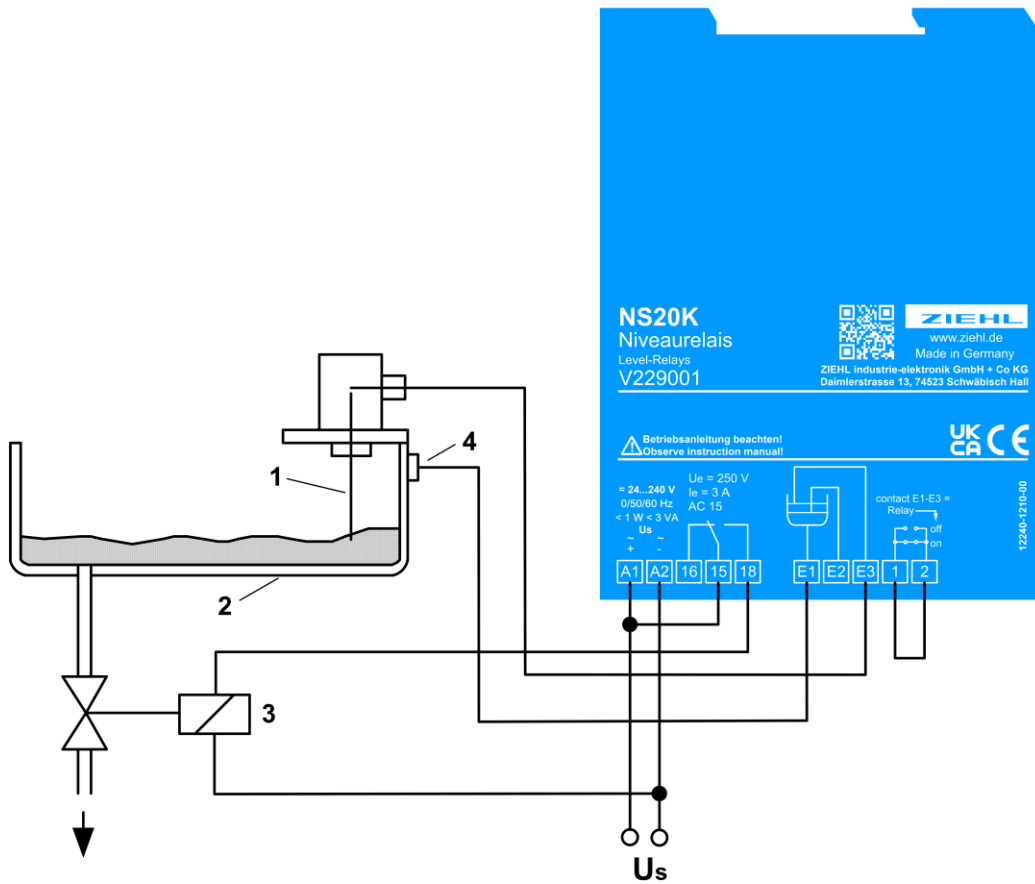 NS20K
Niveaurelais
Level-Relays
V229001
ZIEHL
www.ziehl.de
Made in Germany
ZIEHL industrie-elektronik GmbH + Co KG
Daimlerstrasse 13, 74523 Schwäbisch Hall
Betriebsanleitung beachten!
Observe instruction manual!
UK
CA CE
≂ 24...240 V
0/50/60 Hz
< 1 W < 3 VA
Us
~ ~
+ -
Ue = 250 V
Ie = 3 A
AC 15
contact E1-E3 =
Relay
off
on
12240-1210-00
A1 A2 16 15 18 E1 E2 E3 1 2
4
1
2
3
Us